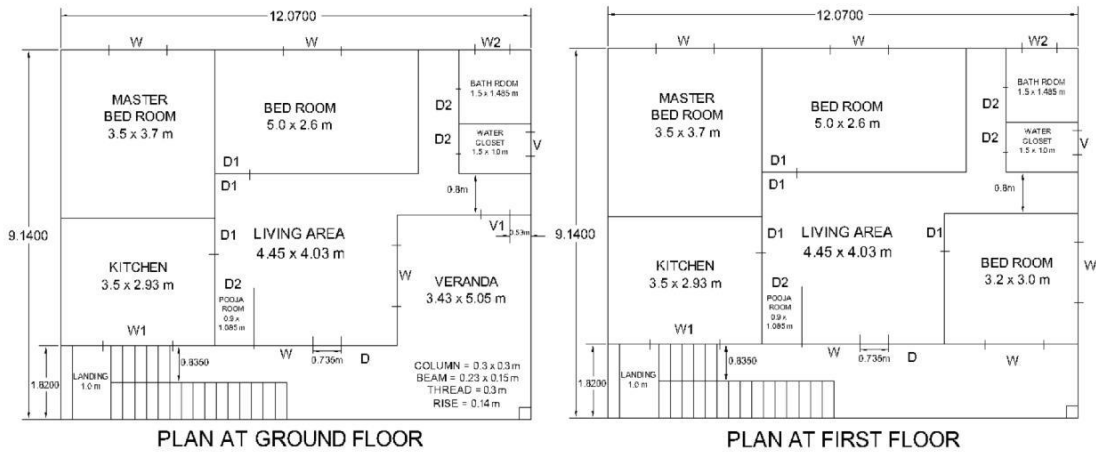 12.0700
W
W
W2
MASTER
BED ROOM
3.5 x 3.7 m
BED ROOM
5.0 x 2.6 m
D2
BATH ROOM
1.5 x 1.485 m
D2
WATER
CLOSET
1.5 x 1.0 m
V
D1
D1
0.8m
V1
0.53m
9.1400
D1
LIVING AREA
4.45 x 4.03 m
KITCHEN
3.5 x 2.93 m
W
VERANDA
3.43 x 5.05 m
D2
POOJA
ROOM
0.9 x
1.085 m
W1
W
0.735m
D
1.8200
LANDING
1.0 m
0.8350
COLUMN = 0.3 x 0.3 m
BEAM = 0.23 x 0.15 m
THREAD = 0.3 m
RISE = 0.14 m
PLAN AT GROUND FLOOR
12.0700
W
W
W2
MASTER
BED ROOM
3.5 x 3.7 m
BED ROOM
5.0 x 2.6 m
D2
BATH ROOM
1.5 x 1.485 m
D2
WATER
CLOSET
1.5 x 1.0 m
V
D1
D1
0.8m
9.1400
D1
LIVING AREA
4.45 x 4.03 m
D1
KITCHEN
3.5 x 2.93 m
BED ROOM
3.2 x 3.0 m
W
D2
POOJA
ROOM
0.9 x
1.085 m
W1
W
0.735m
D
W
1.8200
LANDING
1.0 m
0.8350
PLAN AT FIRST FLOOR